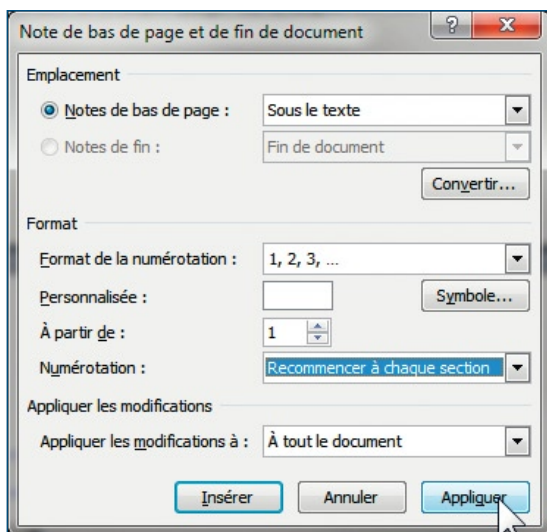 Note de bas de page et de fin de document
Emplacement
Notes de bas de page : Sous le texte
Notes de fin : Fin de document
Convertir...
Format
Format de la numérotation : 1, 2, 3, ...
Personnalisée : Symbole...
À partir de : 1
Numérotation : Recommencer à chaque section
Appliquer les modifications
Appliquer les modifications à : À tout le document
Insérer Annuler Appliquer